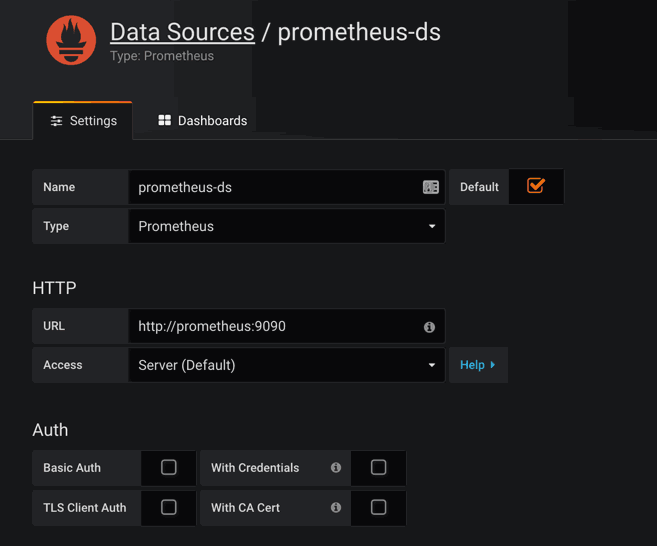 Data Sources / prometheus-ds
Type: Prometheus
Settings Dashboards
Name prometheus-ds Default
Type Prometheus
HTTP
URL http://prometheus:9090
Access Server (Default) Help
Auth
Basic Auth With Credentials
TLS Client Auth With CA Cert